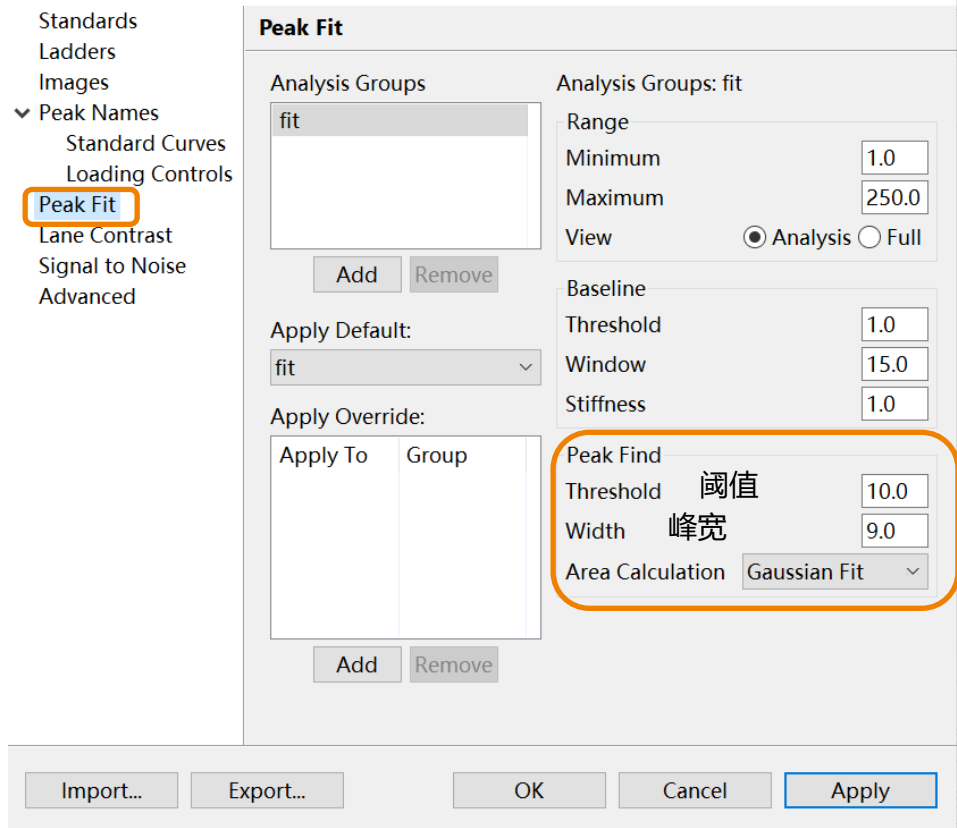 Standards
Ladders
Images
Peak Names
Standard Curves
Loading Controls
Peak Fit
Lane Contrast
Signal to Noise
Advanced
Peak Fit
Analysis Groups
fit
Add Remove
Apply Default:
fit
Apply Override:
Apply To Group
Add Remove
Analysis Groups: fit
Range
Minimum 1.0
Maximum 250.0
View Analysis Full
Baseline
Threshold 1.0
Window 15.0
Stiffness 1.0
Peak Find
Threshold 阈值 10.0
Width 峰宽 9.0
Area Calculation Gaussian Fit
Import... Export... OK Cancel Apply